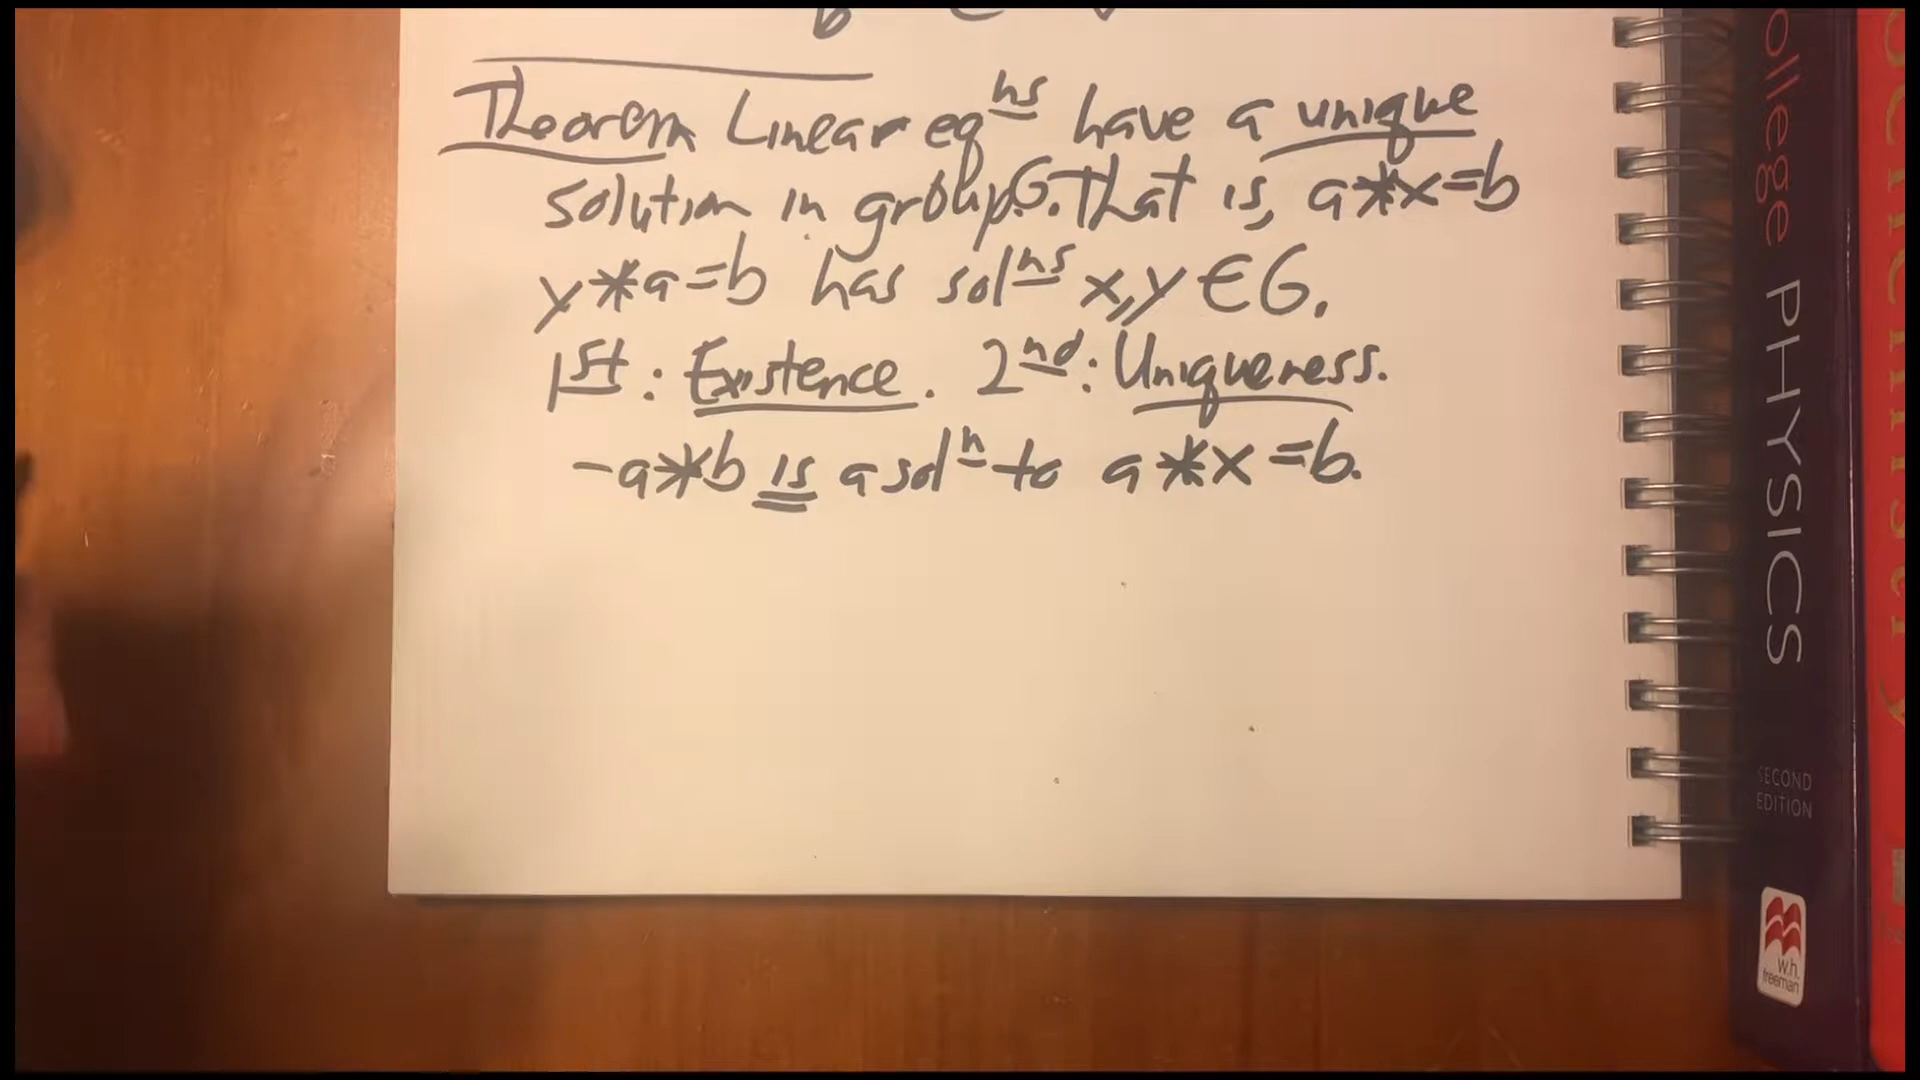 Theorem Linear eqns have a unique
solution in group G. That is, a*x=b
y*a=b has solns x,y ∈ G.
1st: Existence. 2nd: Uniqueness.
-a*b is a soln to a*x=b.
College PHYSICS
SECOND
EDITION
w.h.
freeman